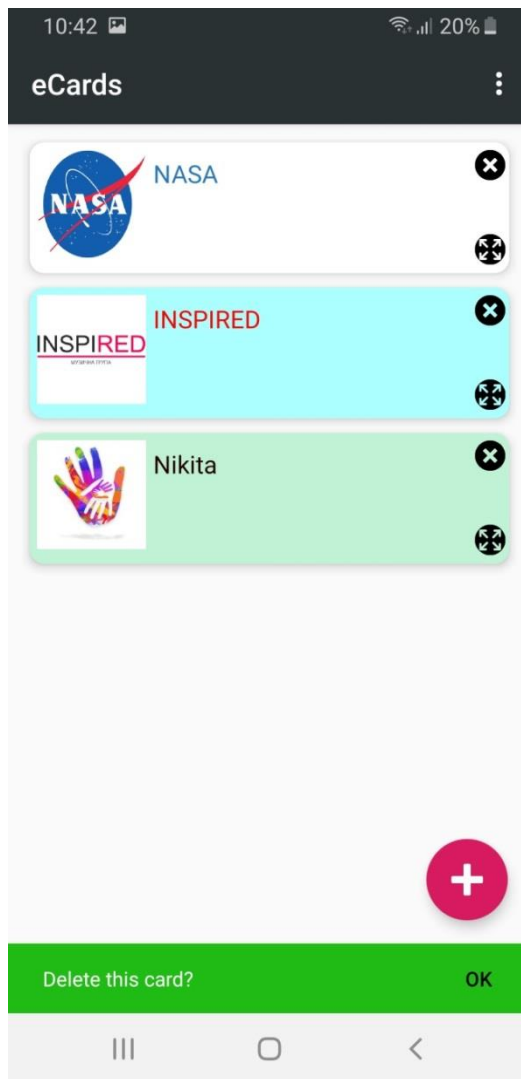 10:42 20%
eCards
NASA
NASA
INSPIRED
INSPIRED
Nikita
Delete this card? OK